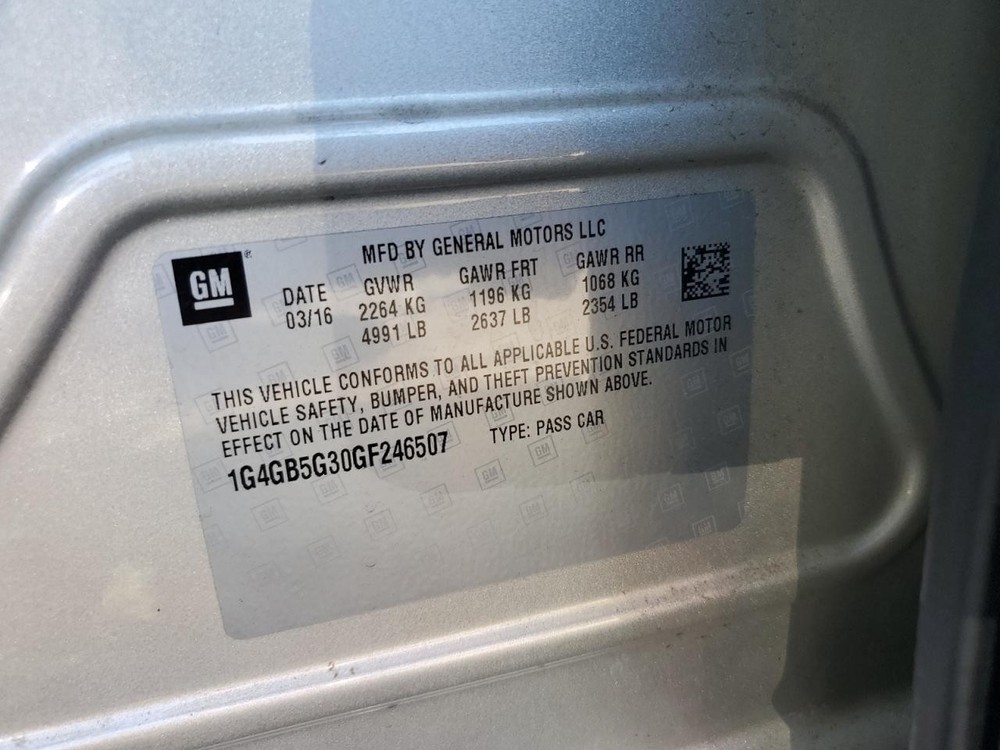 GM®
MFD BY GENERAL MOTORS LLC
DATE GVWR GAWR FRT GAWR RR
03/16 2264 KG 1196 KG 1068 KG
4991 LB 2637 LB 2354 LB
THIS VEHICLE CONFORMS TO ALL APPLICABLE U.S. FEDERAL MOTOR
VEHICLE SAFETY, BUMPER, AND THEFT PREVENTION STANDARDS IN
EFFECT ON THE DATE OF MANUFACTURE SHOWN ABOVE.
1G4GB5G30GF246507 TYPE: PASS CAR